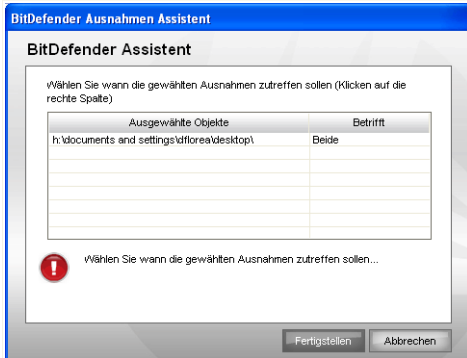 BitDefender Ausnahmen Assistent
BitDefender Assistent
Wählen Sie wann die gewählten Ausnahmen zutreffen sollen (Klicken auf die
rechte Spalte)
Ausgewählte Objekte Betrifft
h:\documents and settings\dflorea\desktop\ Beide
Wählen Sie wann die gewählten Ausnahmen zutreffen sollen...
Fertigstellen Abbrechen